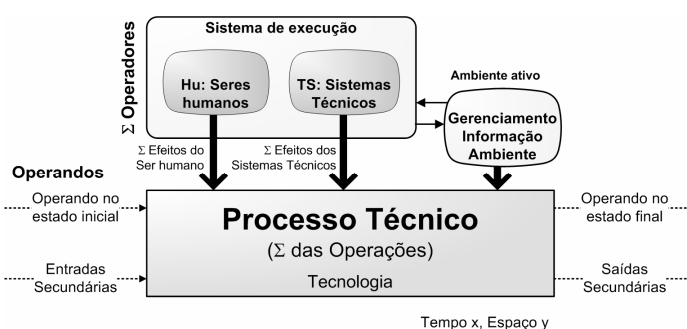 Sistema de execução
Σ Operadores
Hu: Seres
humanos
TS: Sistemas
Técnicos
Ambiente ativo
Gerenciamento
Informação
Ambiente
Σ Efeitos do
Ser humano
Σ Efeitos dos
Sistemas Técnicos
Operandos
Operando no
estado inicial
Entradas
Secundárias
Processo Técnico
(Σ das Operações)
Tecnologia
Operando no
estado final
Saídas
Secundárias
Tempo x, Espaço y